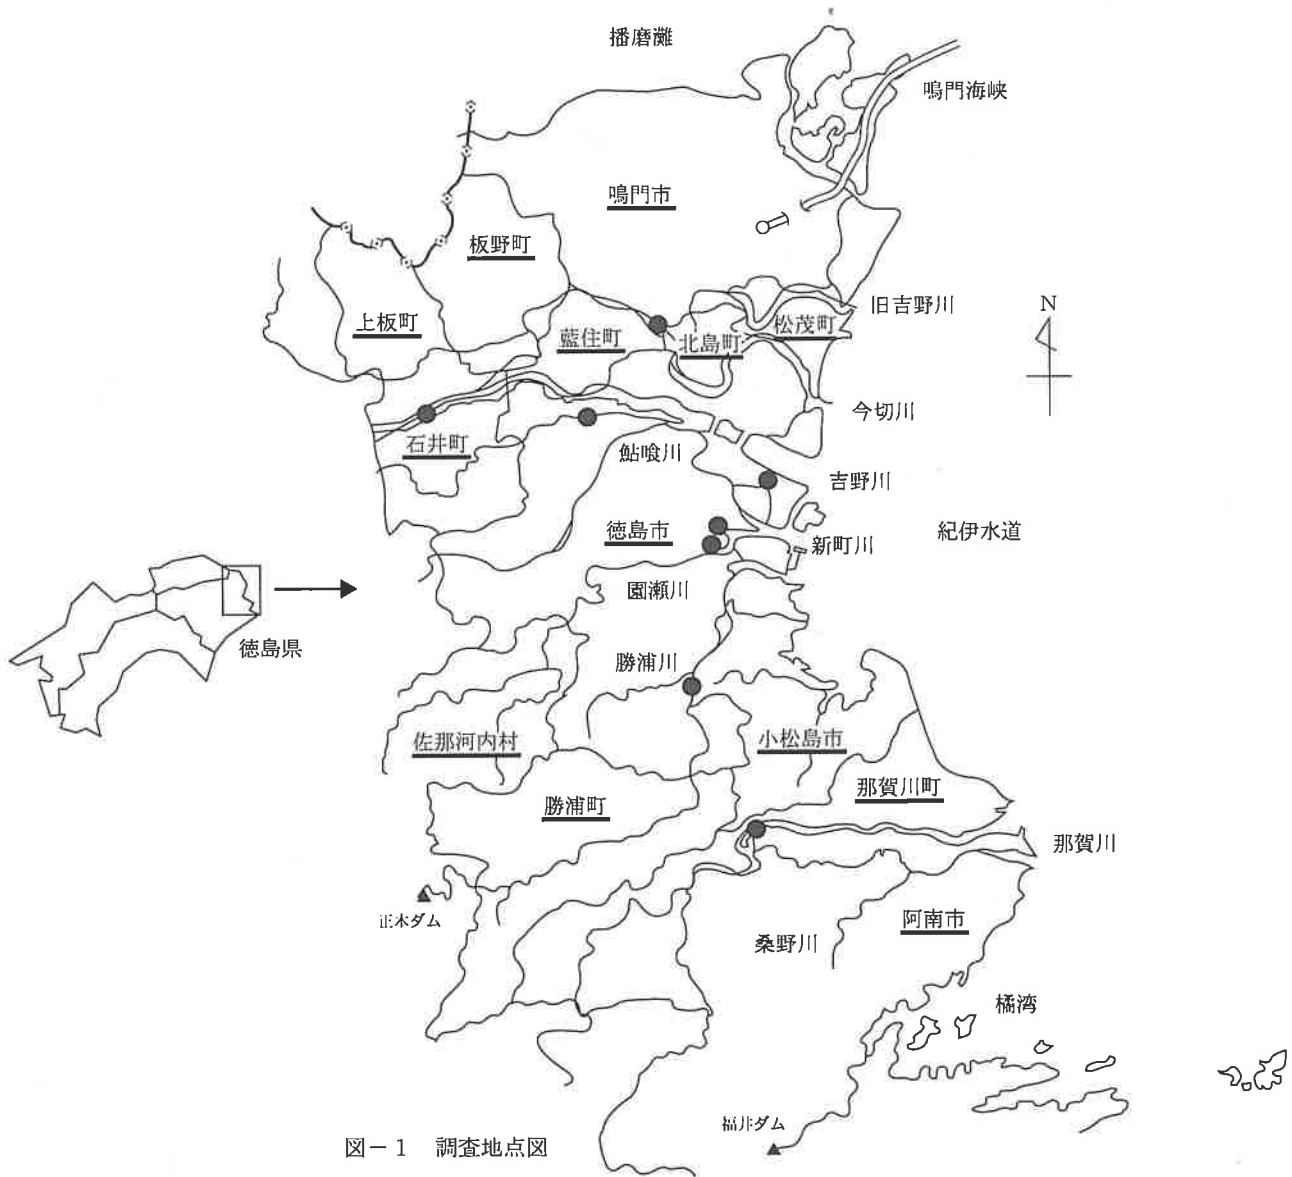 播磨灘
鳴門海峡
鳴門市
板野町
旧吉野川
N
上板町
藍住町
北島町
松茂町
今切川
石井町
鮎喰川
吉野川
徳島市
新町川
紀伊水道
園瀬川
徳島県
勝浦川
佐那河内村
小松島市
那賀川町
勝浦町
那賀川
正木ダム
桑野川
阿南市
橘湾
福井ダム
図－1 調査地点図